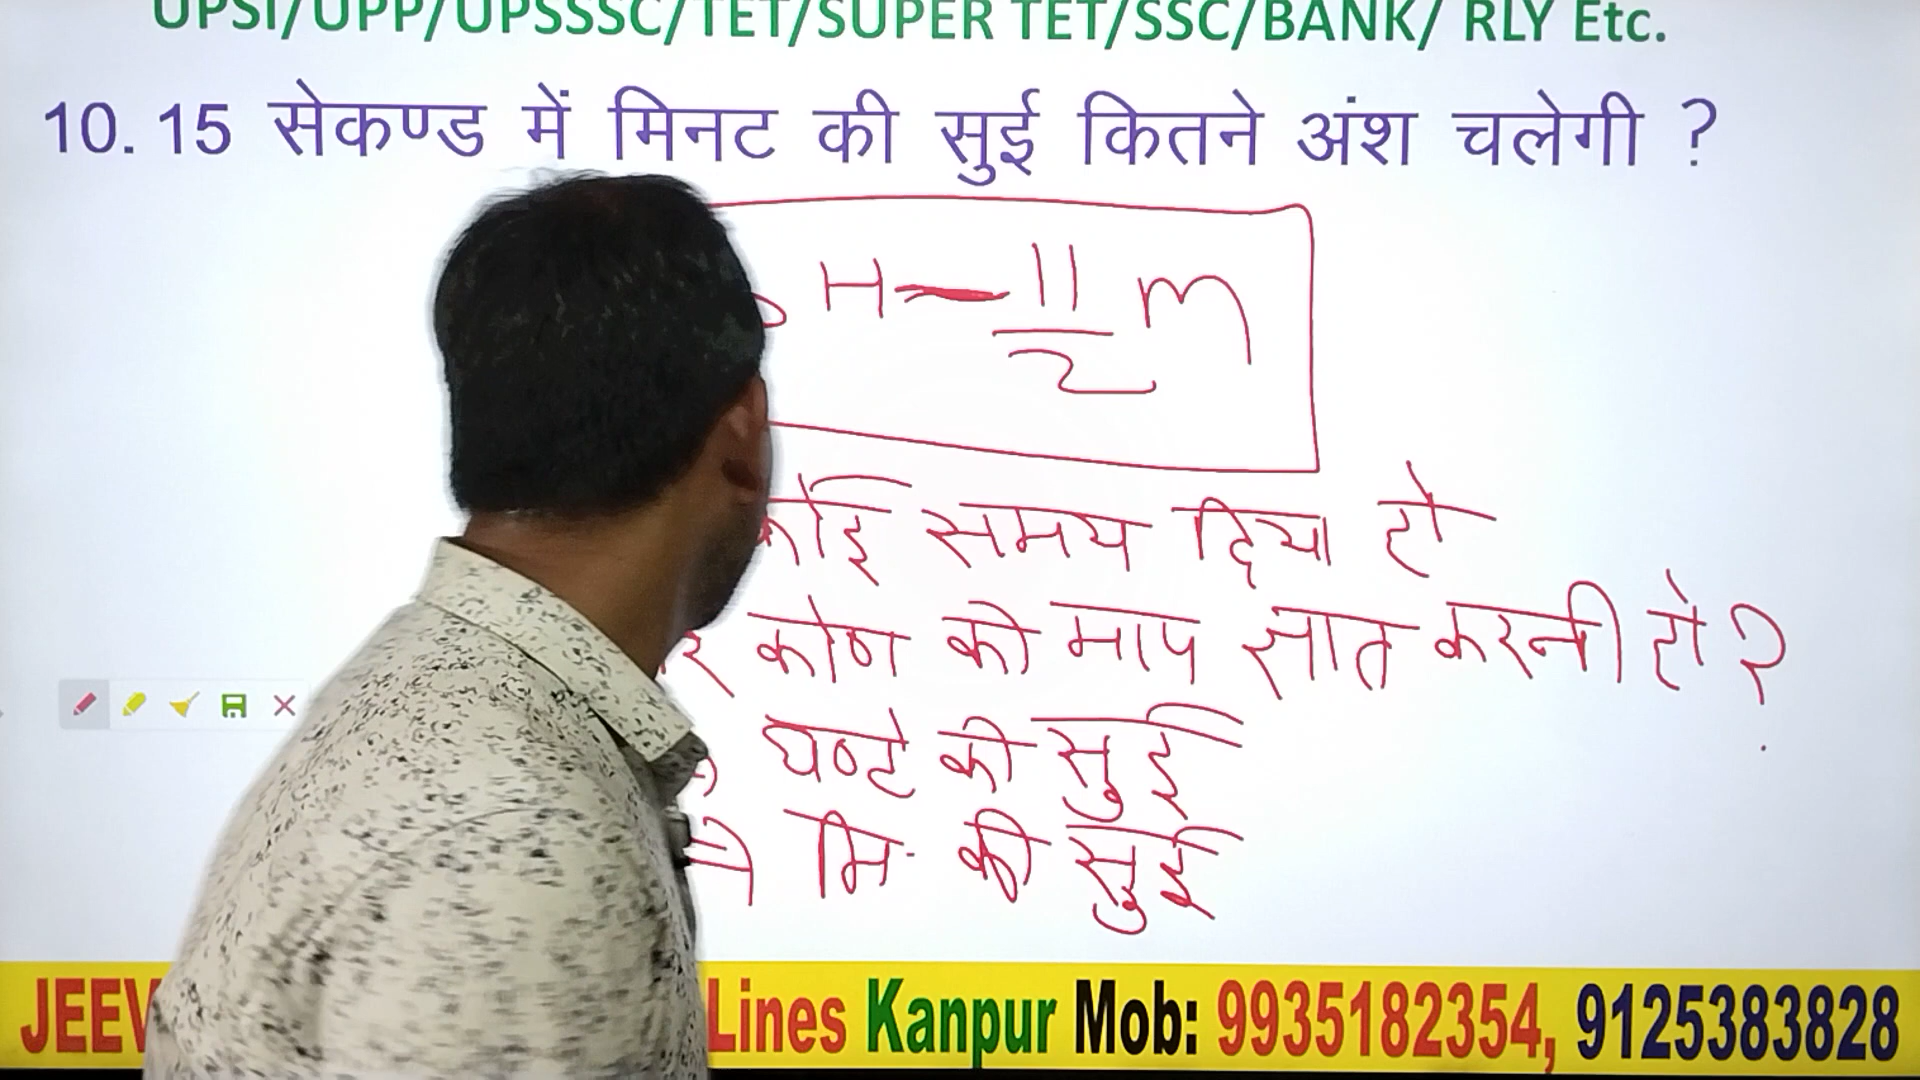 UPSI/UPP/UPSSSC/TET/SUPER TET/SSC/BANK/ RLY Etc.
10. 15 सेकण्ड में मिनट की सुई कितने अंश चलेगी ?
H - 11/2 m
कोई समय दिया हो
कोण की माप ज्ञात करनी हो ?
घण्टे की सुई
मि. की सुई
Lines Kanpur Mob: 9935182354, 9125383828